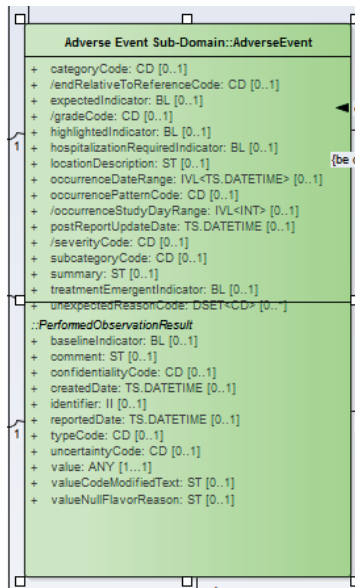 Adverse Event Sub-Domain::AdverseEvent
+ categoryCode: CD [0..1]
+ /endRelativeToReferenceCode: CD [0..1]
+ expectedIndicator: BL [0..1]
+ /gradeCode: CD [0..1]
+ highlightedIndicator: BL [0..1]
+ hospitalizationRequiredIndicator: BL [0..1]
+ locationDescription: ST [0..1]
+ occurrenceDateRange: IVL<TS.DATETIME> [0..1]
+ occurrencePatternCode: CD [0..1]
+ /occurrenceStudyDayRange: IVL<INT> [0..1]
+ postReportUpdateDate: TS.DATETIME [0..1]
+ /severityCode: CD [0..1]
+ subcategoryCode: CD [0..1]
+ summary: ST [0..1]
+ treatmentEmergentIndicator: BL [0..1]
+ unexpectedReasonCode: DSET<CD> [0..*]
::PerformedObservationResult
+ baselineIndicator: BL [0..1]
+ comment: ST [0..1]
+ confidentialityCode: CD [0..1]
+ createdDate: TS.DATETIME [0..1]
+ identifier: II [0..1]
+ reportedDate: TS.DATETIME [0..1]
+ typeCode: CD [0..1]
+ uncertaintyCode: CD [0..1]
+ value: ANY [1...1]
+ valueCodeModifiedText: ST [0..1]
+ valueNullFlavorReason: ST [0..1]
1
1
{be